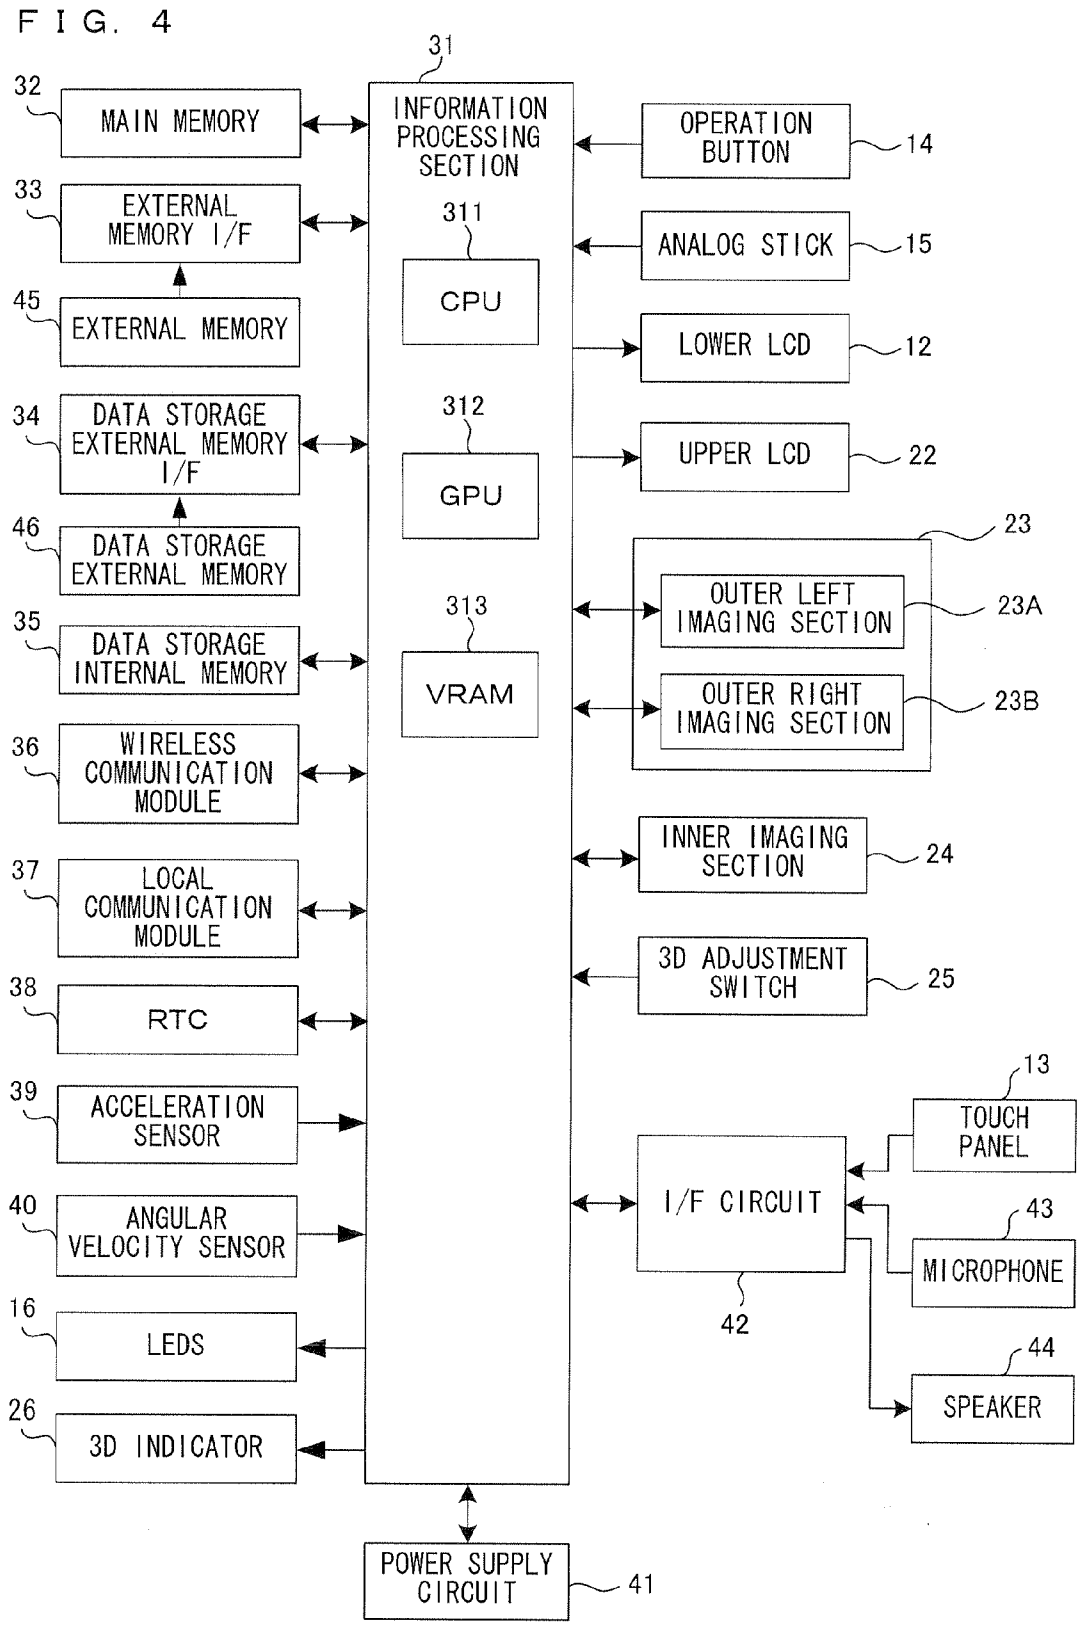 FIG. 4
31
32
MAIN MEMORY
33
EXTERNAL
MEMORY I/F
45
EXTERNAL MEMORY
34
DATA STORAGE
EXTERNAL MEMORY
I/F
46
DATA STORAGE
EXTERNAL MEMORY
35
DATA STORAGE
INTERNAL MEMORY
36
WIRELESS
COMMUNICATION
MODULE
37
LOCAL
COMMUNICATION
MODULE
38
RTC
39
ACCELERATION
SENSOR
40
ANGULAR
VELOCITY SENSOR
16
LEDS
26
3D INDICATOR
INFORMATION
PROCESSING
SECTION
311
CPU
312
GPU
313
VRAM
OPERATION
BUTTON
14
ANALOG STICK
15
LOWER LCD
12
UPPER LCD
22
23
OUTER LEFT
IMAGING SECTION
23A
OUTER RIGHT
IMAGING SECTION
23B
INNER IMAGING
SECTION
24
3D ADJUSTMENT
SWITCH
25
13
TOUCH
PANEL
I/F CIRCUIT
42
43
MICROPHONE
44
SPEAKER
POWER SUPPLY
CIRCUIT
41